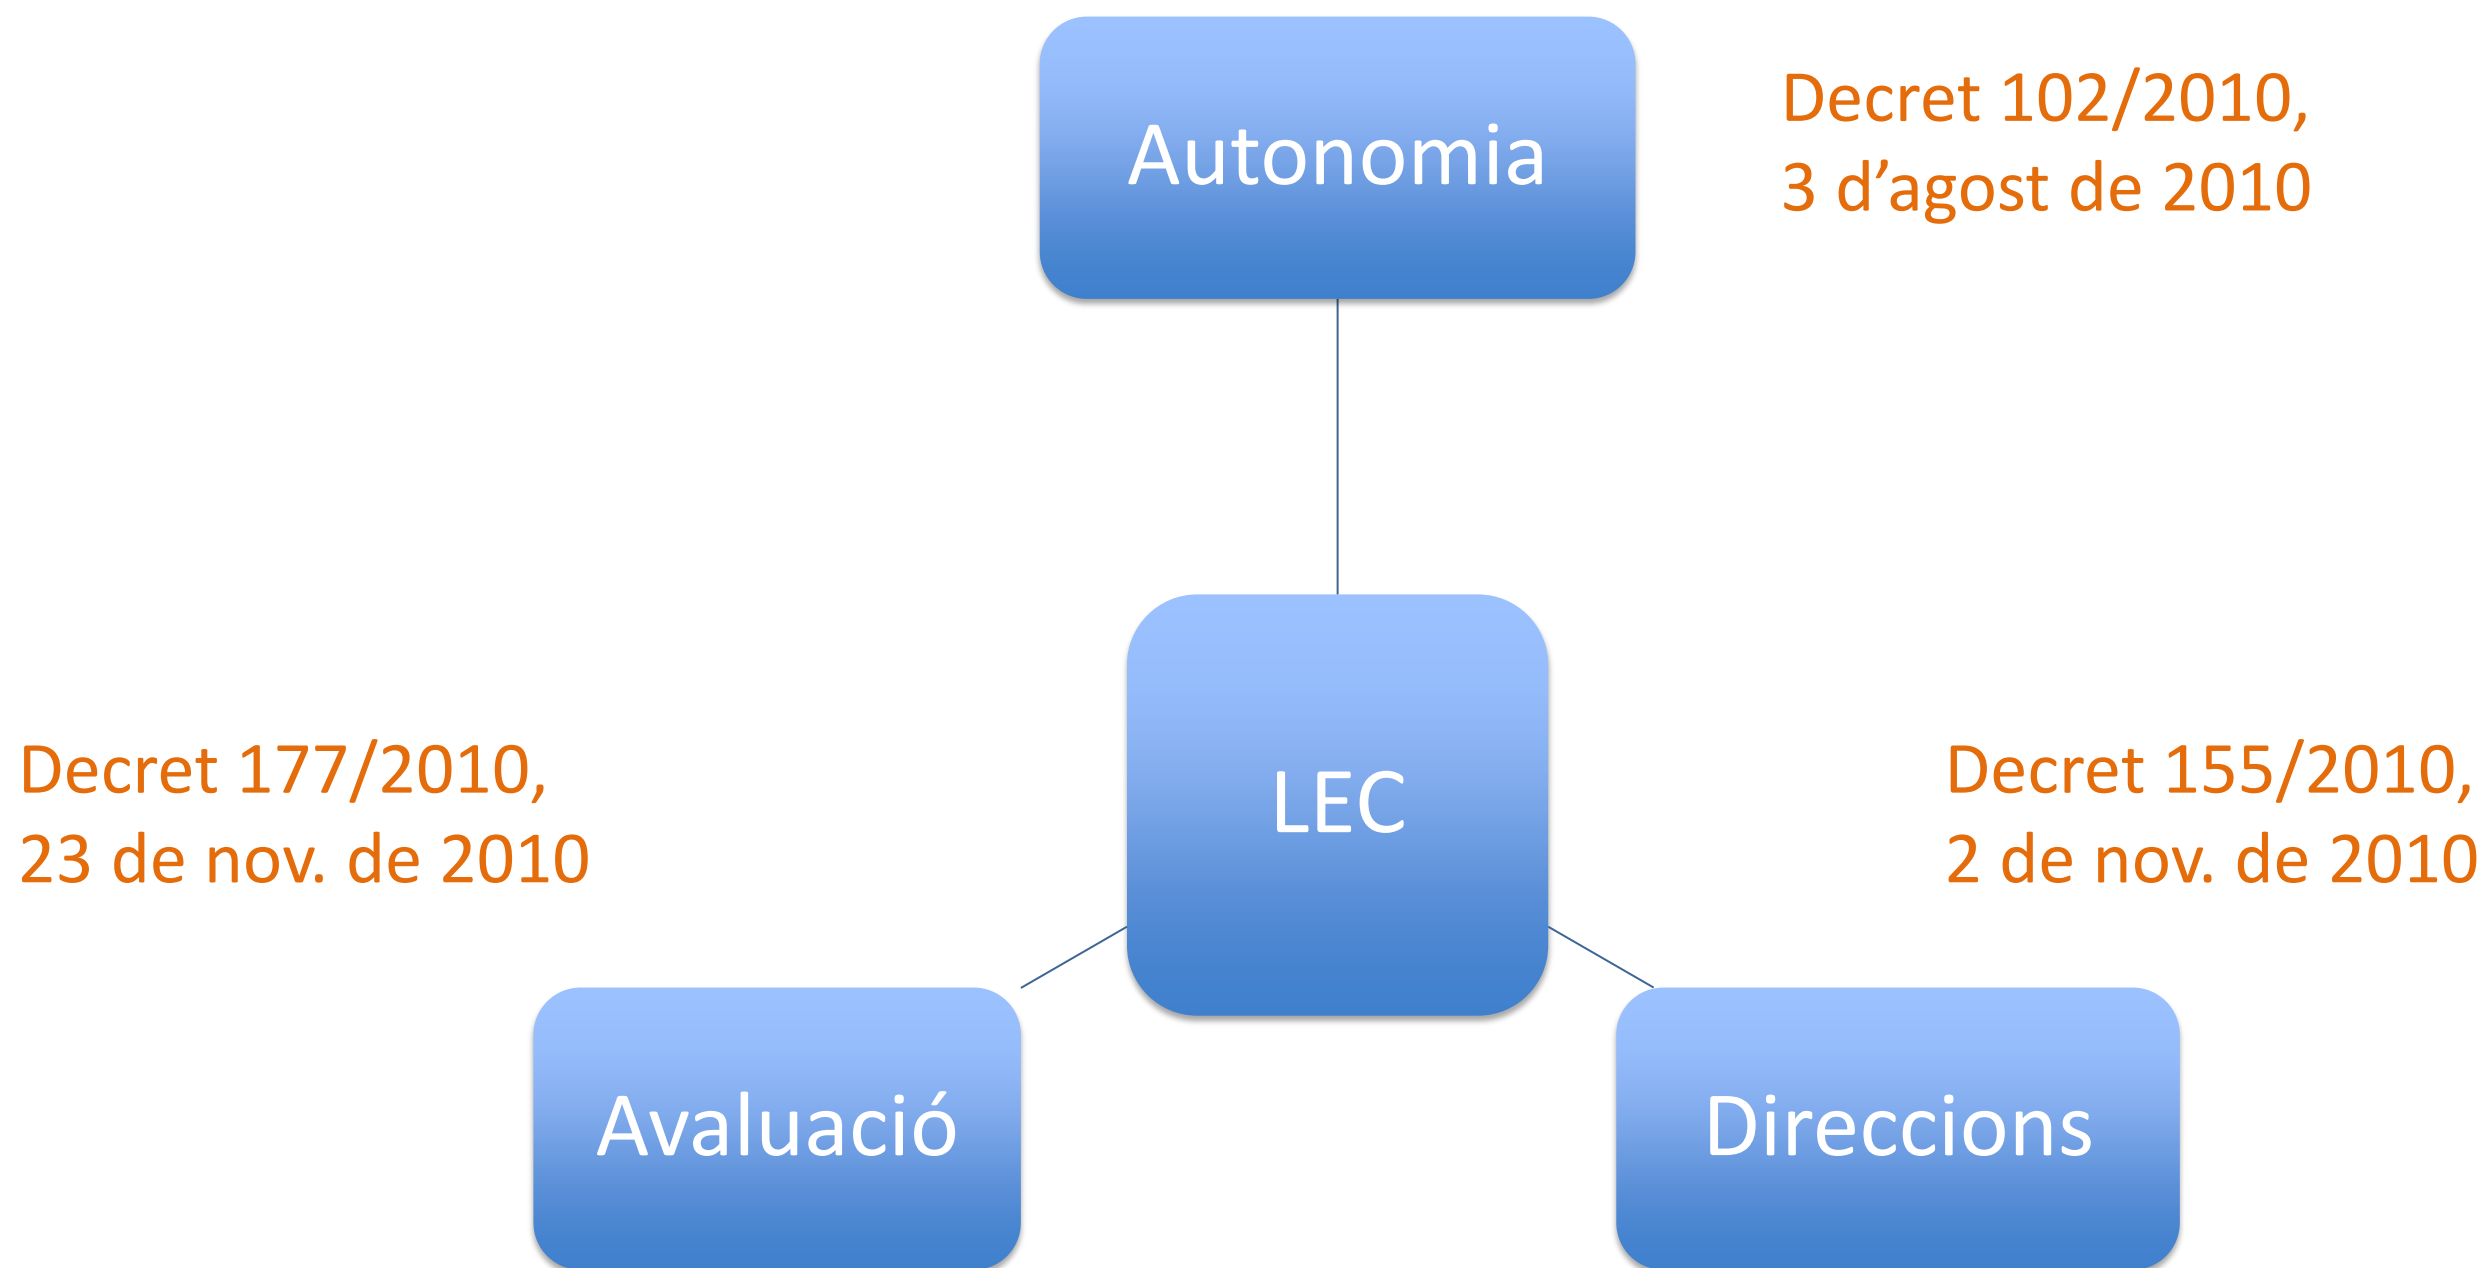 Autonomia
Decret 102/2010,
3 d’agost de 2010
Decret 177/2010,
23 de nov. de 2010
LEC
Decret 155/2010,
2 de nov. de 2010
Avaluació
Direccions